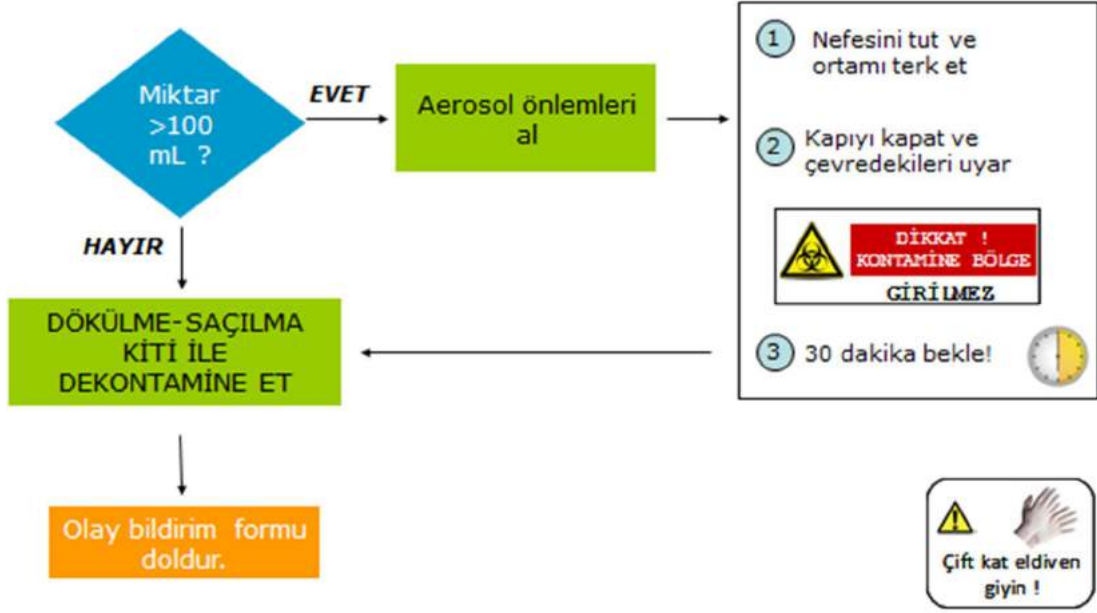 Miktar
>100
mL ?
EVET
Aerosol önlemleri
al
1 Nefesini tut ve
ortamı terk et
2 Kapıyı kapat ve
çevredekileri uyar
DİKKAT !
KONTAMİNE BÖLGE
GİRİLMEZ
3 30 dakika bekle!
HAYIR
DÖKÜLME-SAÇILMA
KİTİ İLE
DEKONTAMİNE ET
Olay bildirim formu
doldur.
Çift kat eldiven
giyin !